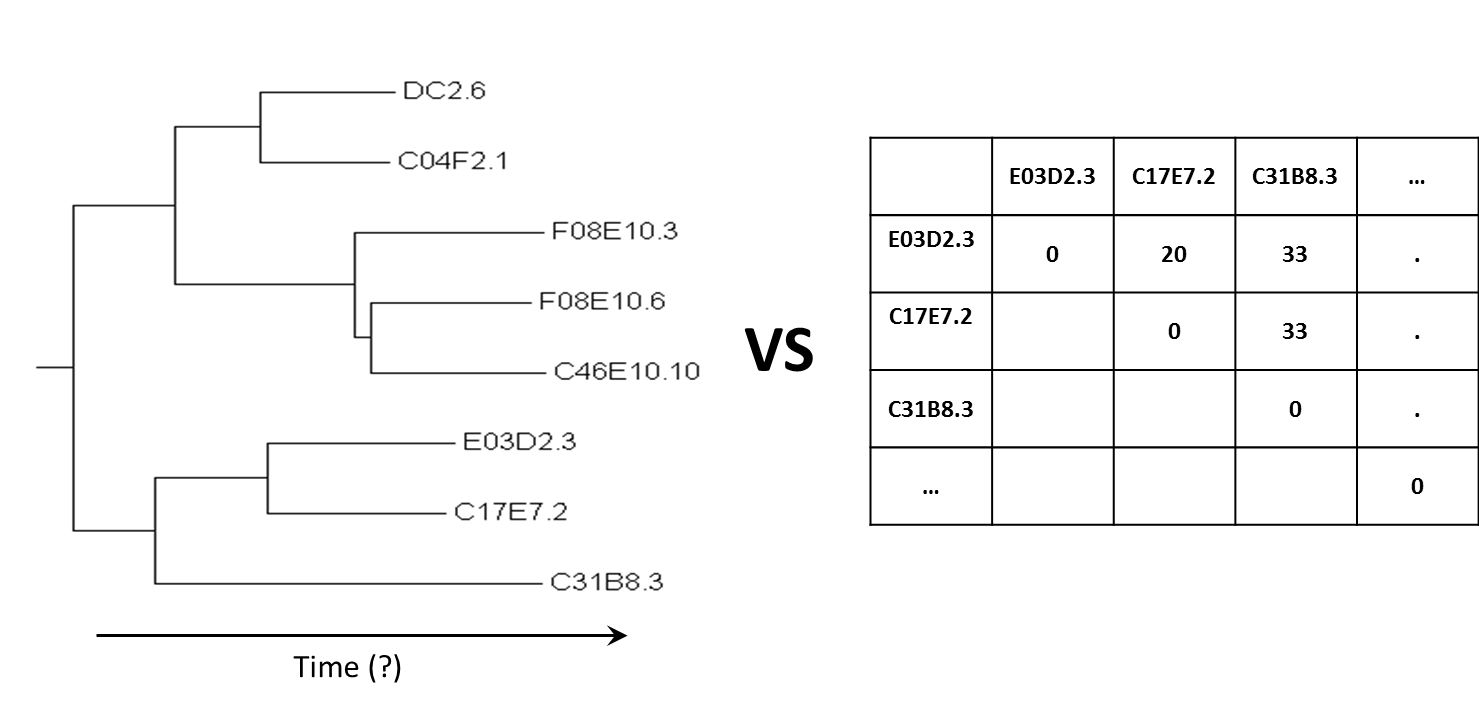 DC2.6
C04F2.1
F08E10.3
F08E10.6
C46E10.10
E03D2.3
C17E7.2
C31B8.3
Time (?)
VS
E03D2.3 C17E7.2 C31B8.3 ...
E03D2.3 0 20 33 .
C17E7.2 0 33 .
C31B8.3 0 .
... 0